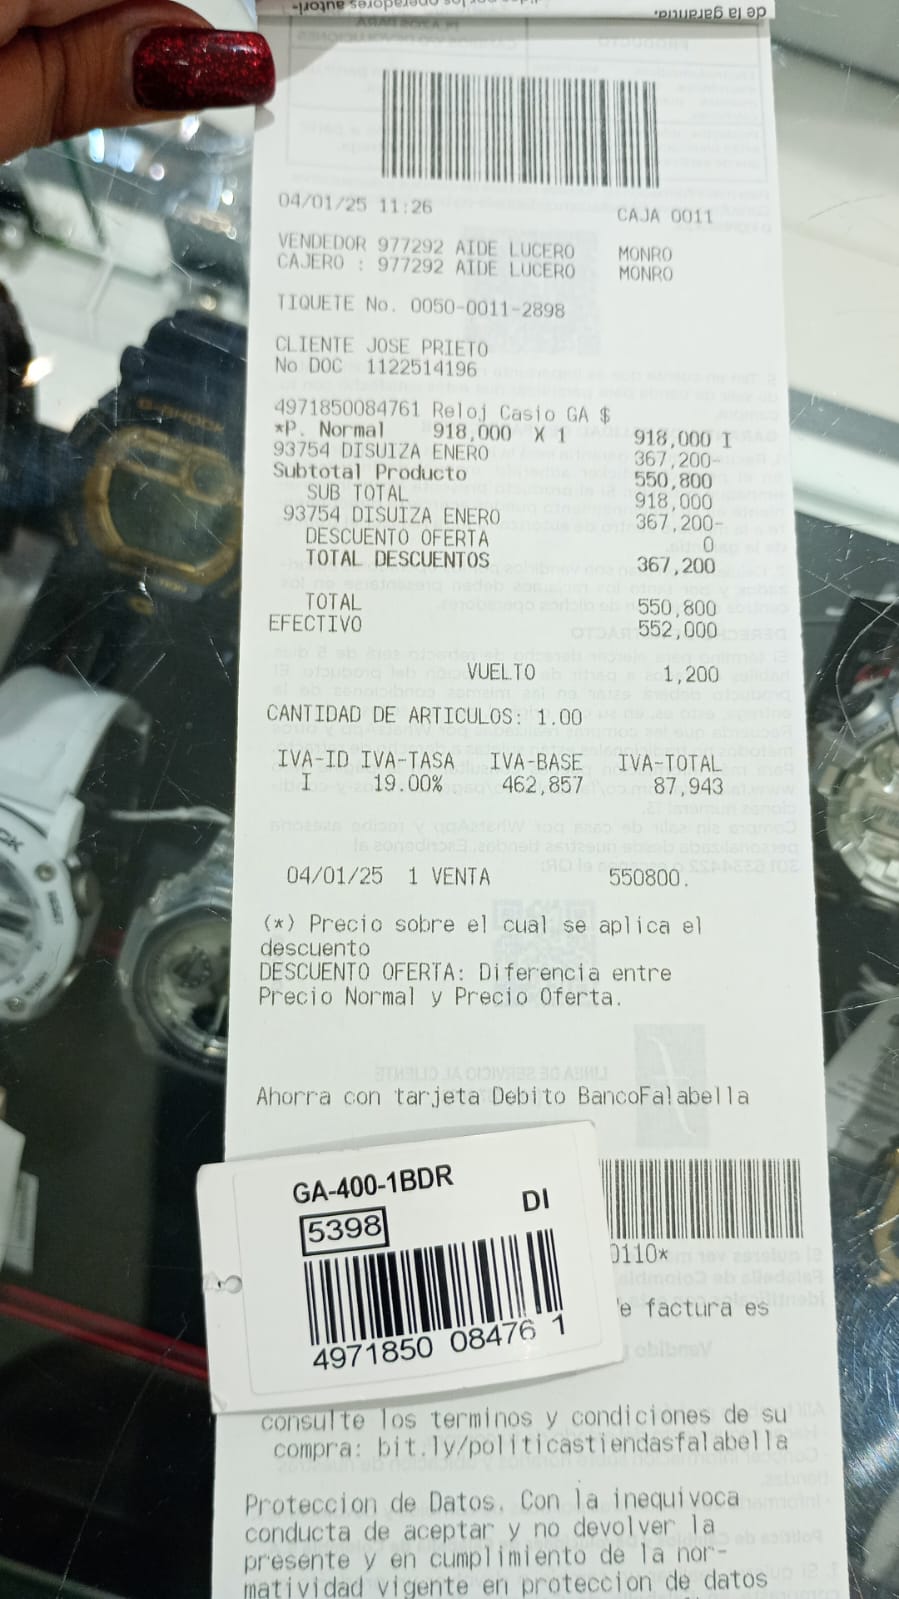 de la garantía.
04/01/25 11:26 CAJA 0011
VENDEDOR 977292 AIDE LUCERO MONRO
CAJERO : 977292 AIDE LUCERO MONRO
TIQUETE No. 0050-0011-2898
CLIENTE JOSE PRIETO
No DOC 1122514196
4971850084761 Reloj Casio GA $
*P. Normal 918,000 X 1 918,000 I
93754 DISUIZA ENERO 367,200-
Subtotal Producto 550,800
SUB TOTAL 918,000
93754 DISUIZA ENERO 367,200-
DESCUENTO OFERTA 0
TOTAL DESCUENTOS 367,200
TOTAL 550,800
EFECTIVO 552,000
VUELTO 1,200
CANTIDAD DE ARTICULOS: 1.00
IVA-ID IVA-TASA IVA-BASE IVA-TOTAL
I 19.00% 462,857 87,943
04/01/25 1 VENTA 550800.
(*) Precio sobre el cual se aplica el
descuento
DESCUENTO OFERTA: Diferencia entre
Precio Normal y Precio Oferta.
Ahorra con tarjeta Debito BancoFalabella
GA-400-1BDR
5398 DI
4971850 08476 1
0110*
e factura es
consulte los terminos y condiciones de su
compra: bit.ly/politicastiendasfalabella
Proteccion de Datos. Con la inequivoca
conducta de aceptar y no devolver la
presente y en cumplimiento de la nor-
matividad vigente en proteccion de datos
G-SHOCK